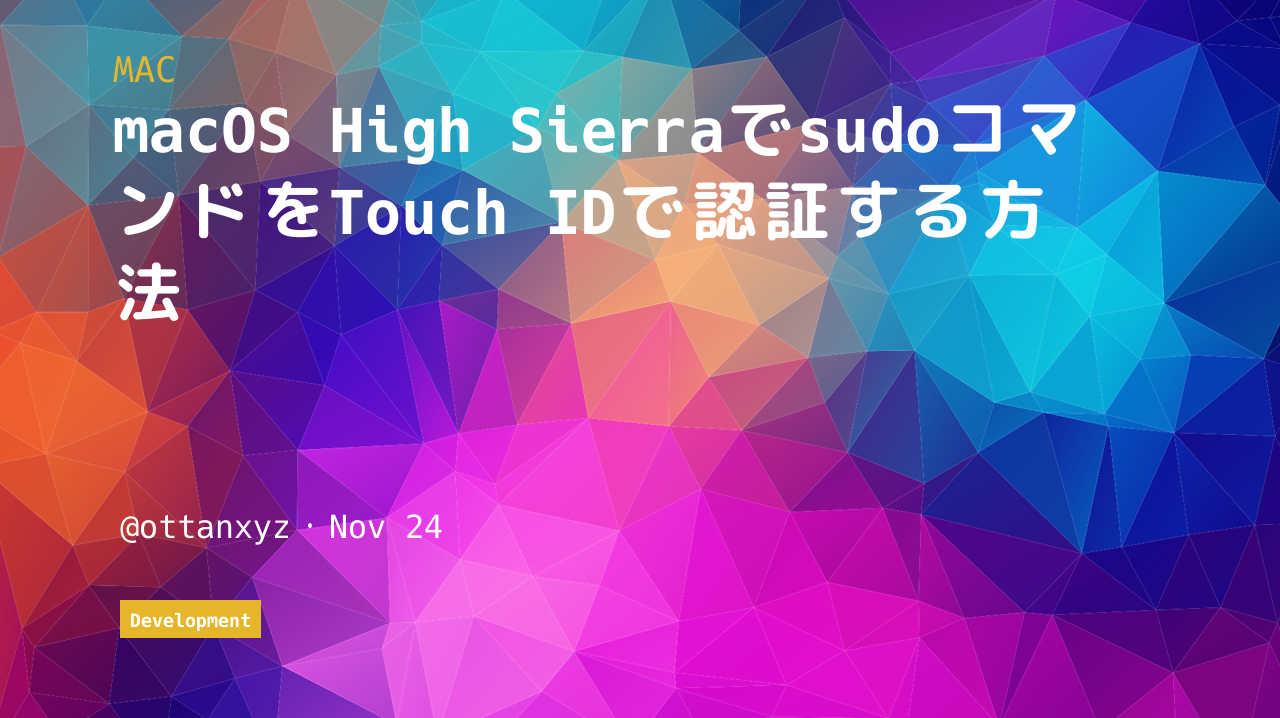 MAC
macOS High Sierraでsudoコマ
ンドをTouch IDで認証する方
法
@ottanxyz · Nov 24
Development